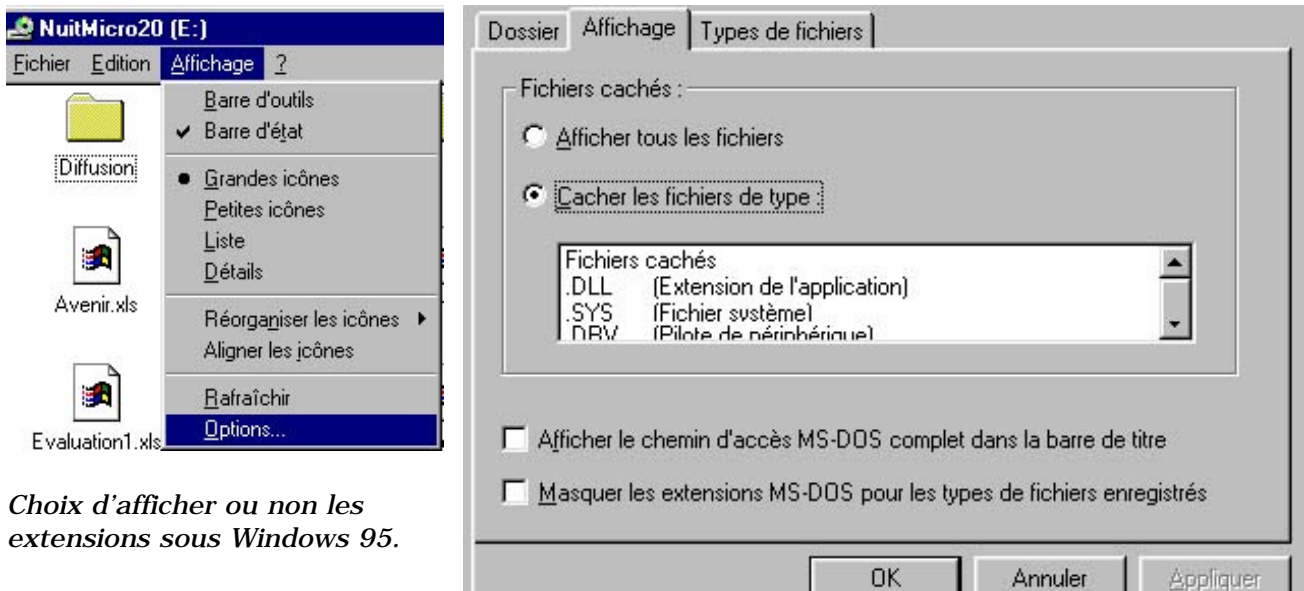 NuitMicro20 (E:)
Fichier Edition Affichage ?
Barre d'outils
Barre d'état
Grandes icônes
Petites icônes
Liste
Détails
Réorganiser les icônes
Aligner les icônes
Rafraîchir
Options...
Diffusion
Avenir.xls
Evaluation1.xls
Choix d'afficher ou non les
extensions sous Windows 95.
Dossier Affichage Types de fichiers
Fichiers cachés :
Afficher tous les fichiers
Cacher les fichiers de type :
Fichiers cachés
.DLL (Extension de l'application)
.SYS (Fichier système)
.DRV (Pilote de périphérique)
Afficher le chemin d'accès MS-DOS complet dans la barre de titre
Masquer les extensions MS-DOS pour les types de fichiers enregistrés
OK Annuler Appliquer